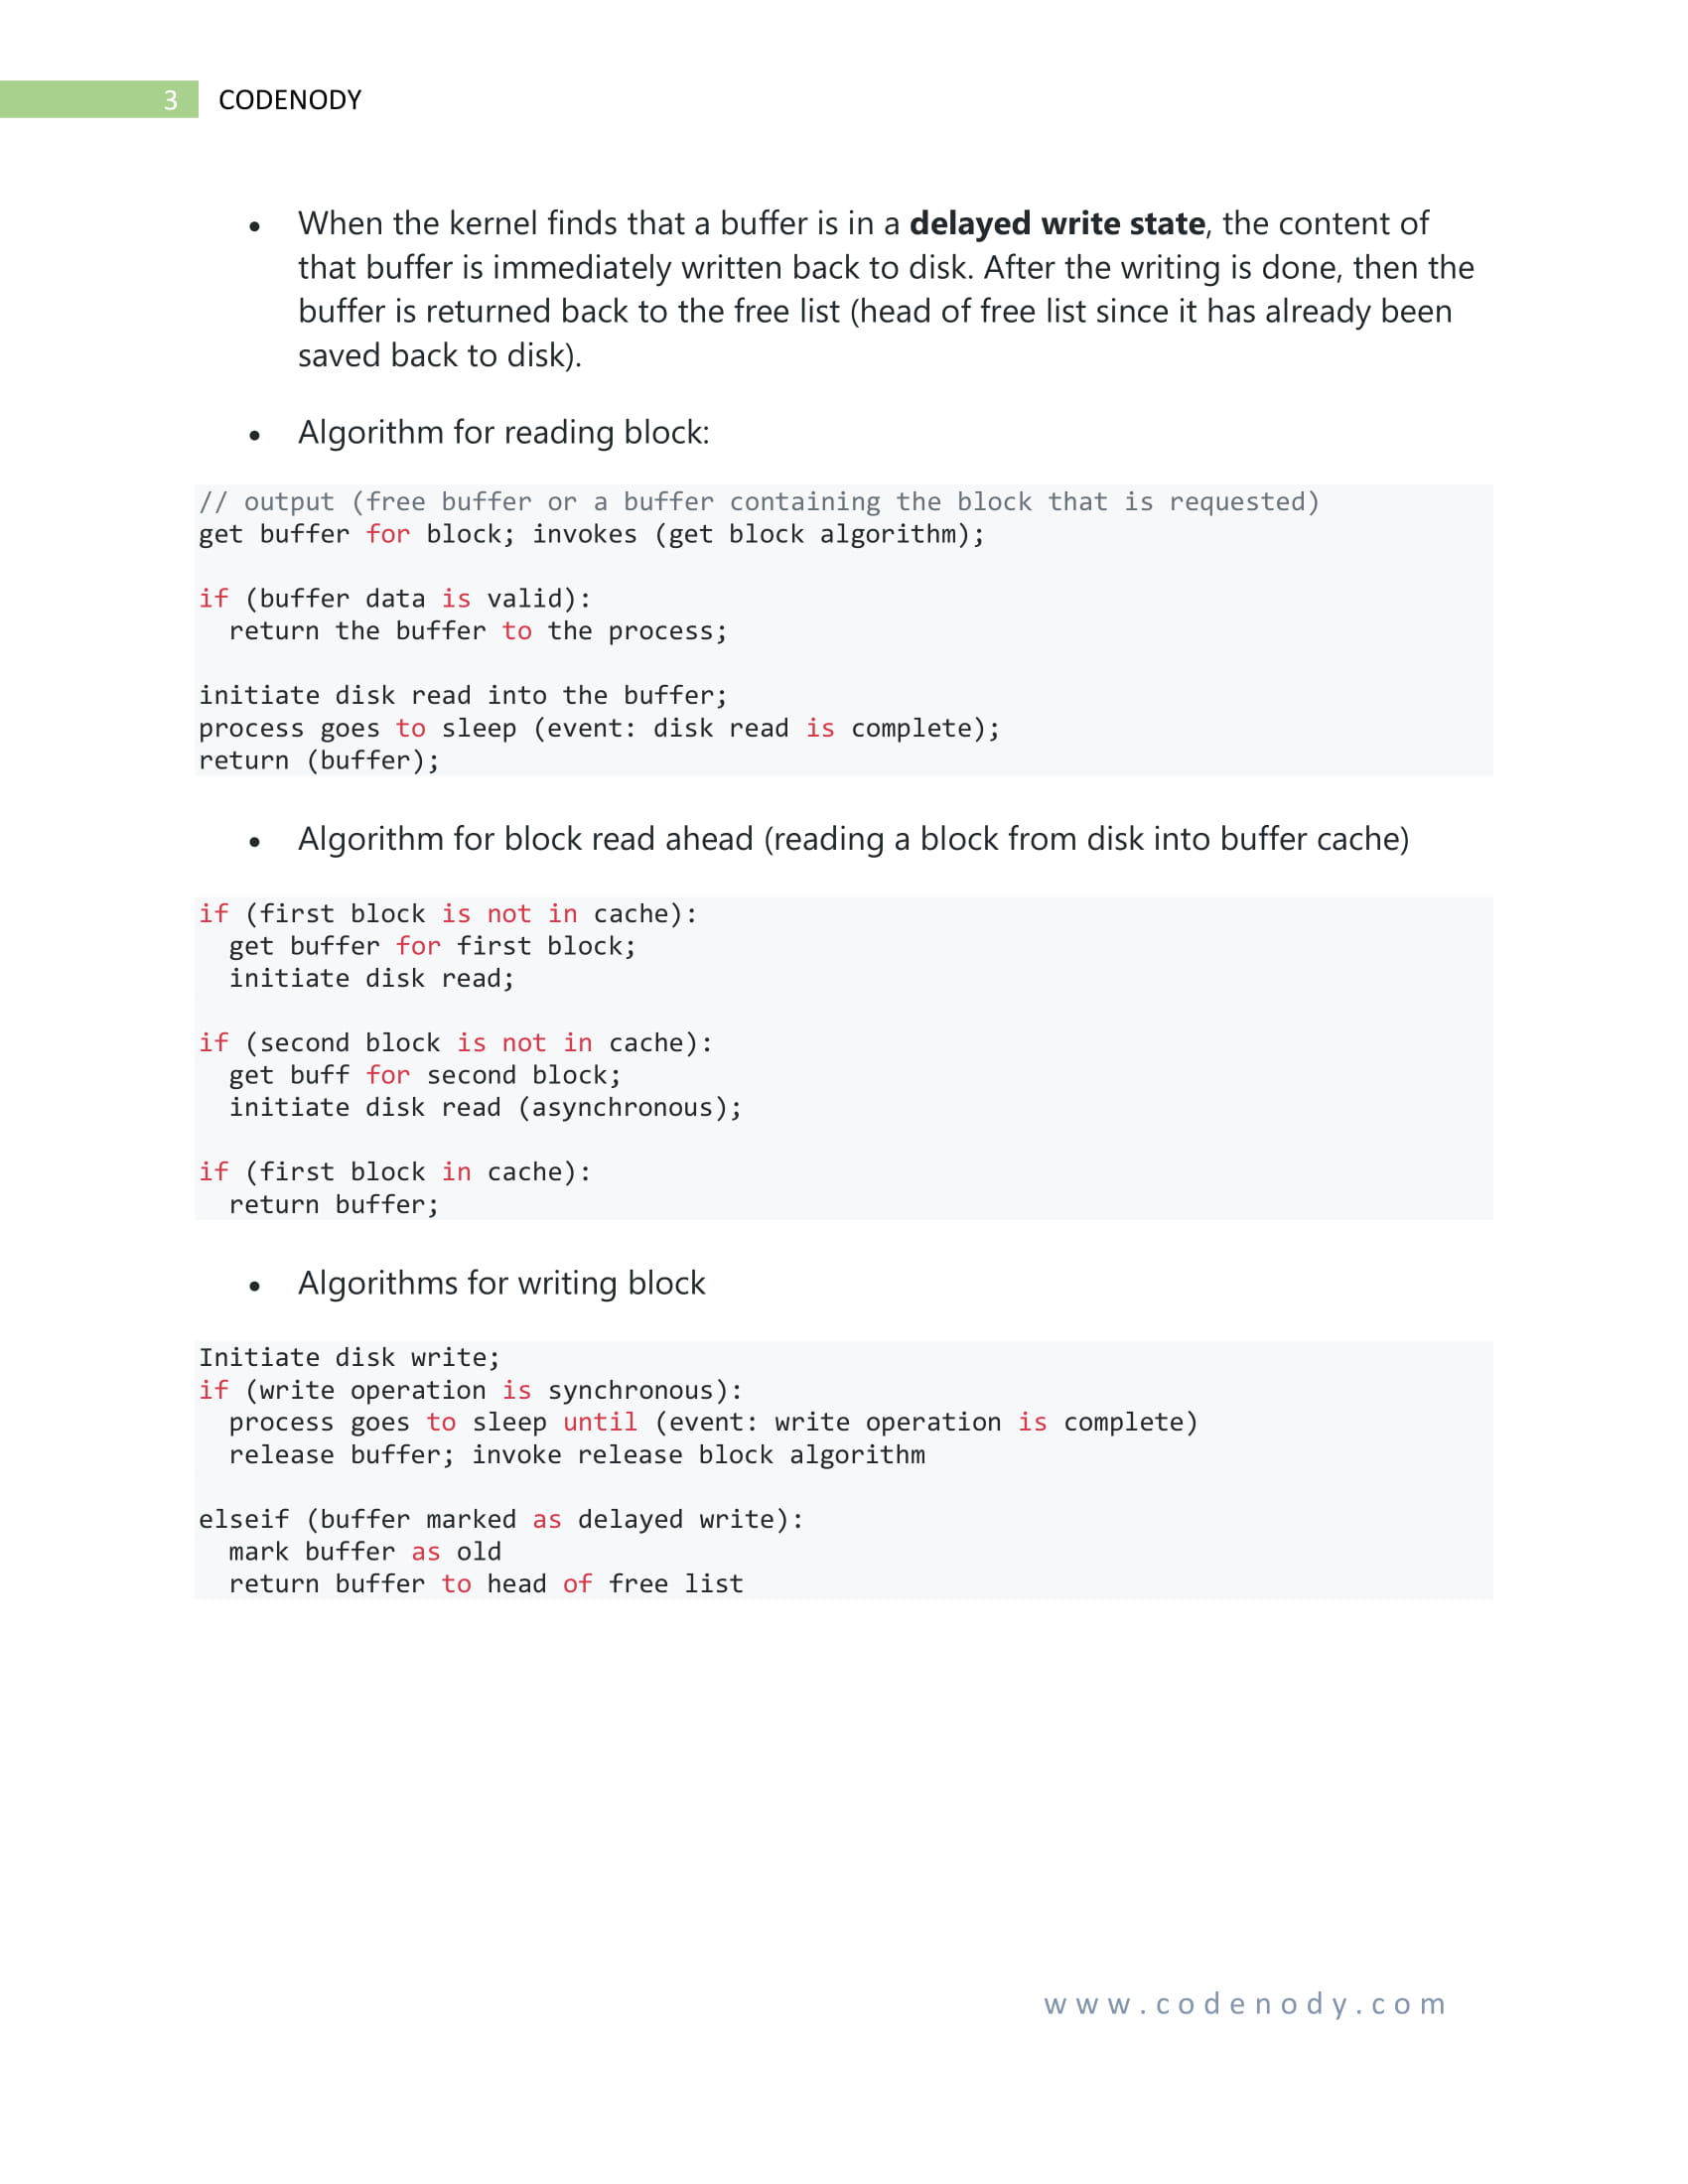 3 CODENODY
• When the kernel finds that a buffer is in a delayed write state, the content of
that buffer is immediately written back to disk. After the writing is done, then the
buffer is returned back to the free list (head of free list since it has already been
saved back to disk).
• Algorithm for reading block:
// output (free buffer or a buffer containing the block that is requested)
get buffer for block; invokes (get block algorithm);
if (buffer data is valid):
  return the buffer to the process;
initiate disk read into the buffer;
process goes to sleep (event: disk read is complete);
return (buffer);
• Algorithm for block read ahead (reading a block from disk into buffer cache)
if (first block is not in cache):
  get buffer for first block;
  initiate disk read;
if (second block is not in cache):
  get buff for second block;
  initiate disk read (asynchronous);
if (first block in cache):
  return buffer;
• Algorithms for writing block
Initiate disk write;
if (write operation is synchronous):
  process goes to sleep until (event: write operation is complete)
  release buffer; invoke release block algorithm
elseif (buffer marked as delayed write):
  mark buffer as old
  return buffer to head of free list
www.codenody.com